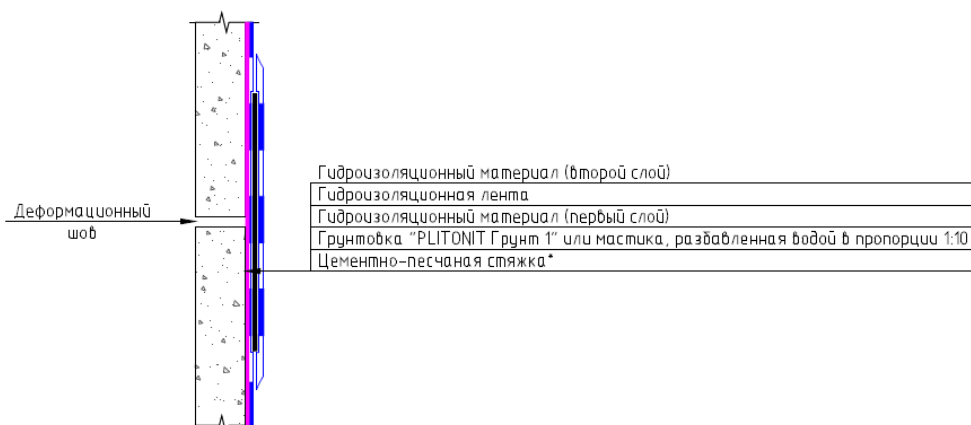 Гидроизоляционный материал (второй слой)
Гидроизоляционная лента
Гидроизоляционный материал (первый слой)
Грунтовка "PLITONIT Грунт 1" или мастика, разбавленная водой в пропорции 1:10
Цементно-песчаная стяжка*
Деформационный
шов